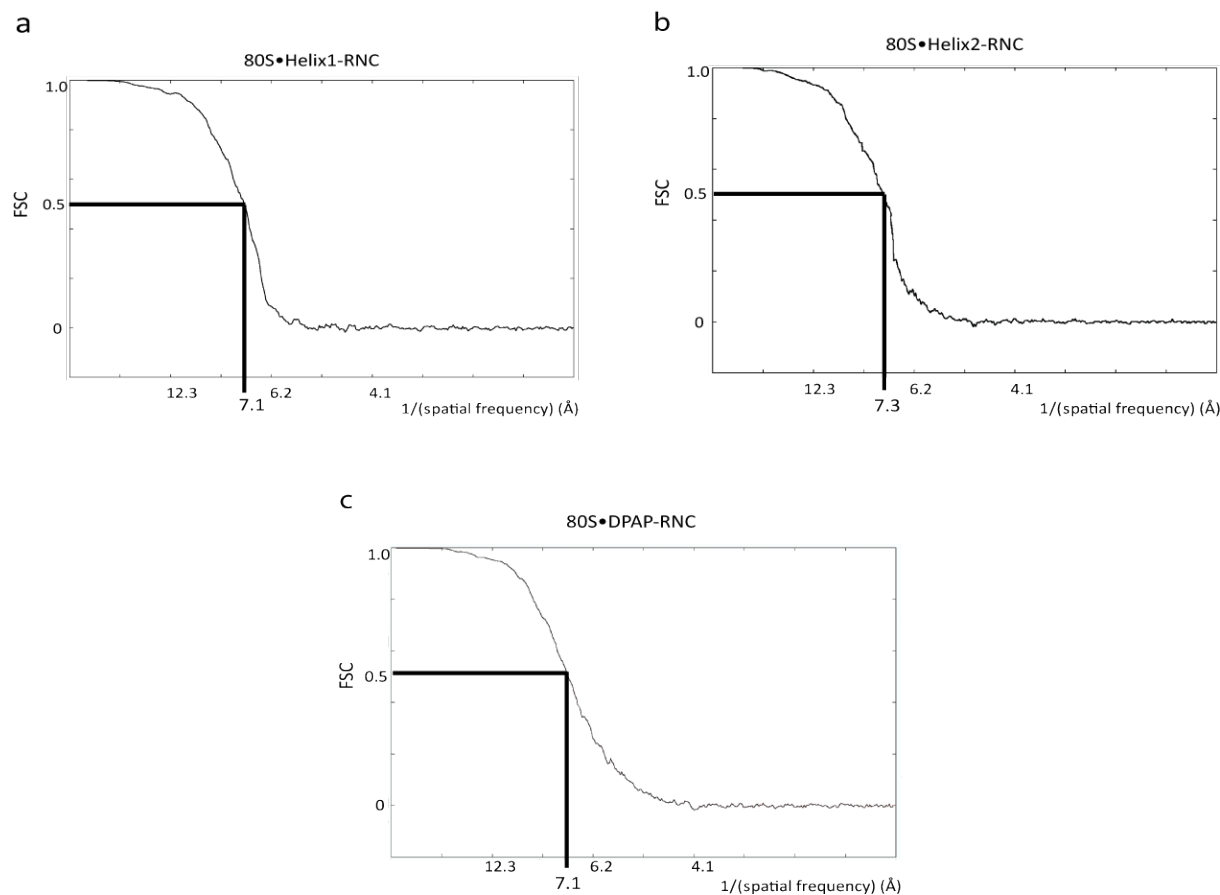 a
80S●Helix1-RNC
1.0
0.5
0
FSC
12.3
6.2
4.1
7.1
1/(spatial frequency) (Å)
b
80S●Helix2-RNC
1.0
0.5
0
FSC
12.3
6.2
4.1
7.3
1/(spatial frequency) (Å)
c
80S●DPAP-RNC
1.0
0.5
0
FSC
12.3
6.2
4.1
7.1
1/(spatial frequency) (Å)